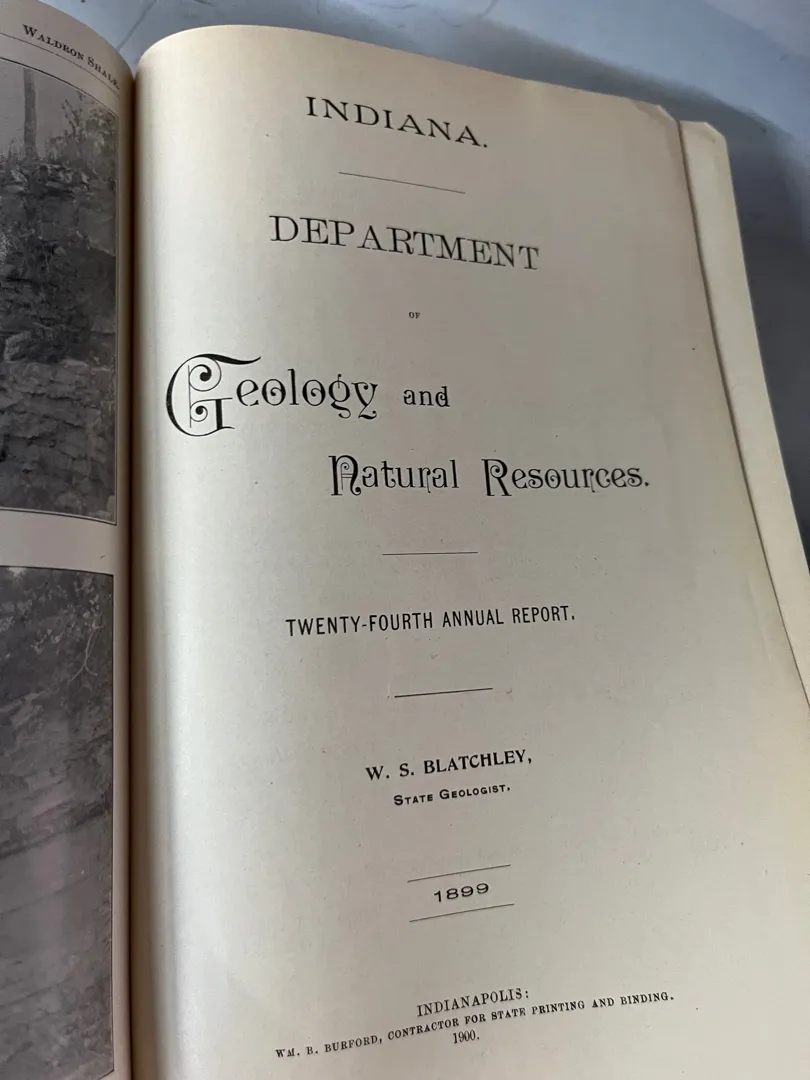 WALDRON SHALE
INDIANA.
DEPARTMENT
OF
Geology and
Natural Resources.
TWENTY-FOURTH ANNUAL REPORT.
W. S. BLATCHLEY,
STATE GEOLOGIST.
1899
INDIANAPOLIS:
WM. B. BURFORD, CONTRACTOR FOR STATE PRINTING AND BINDING.
1900.